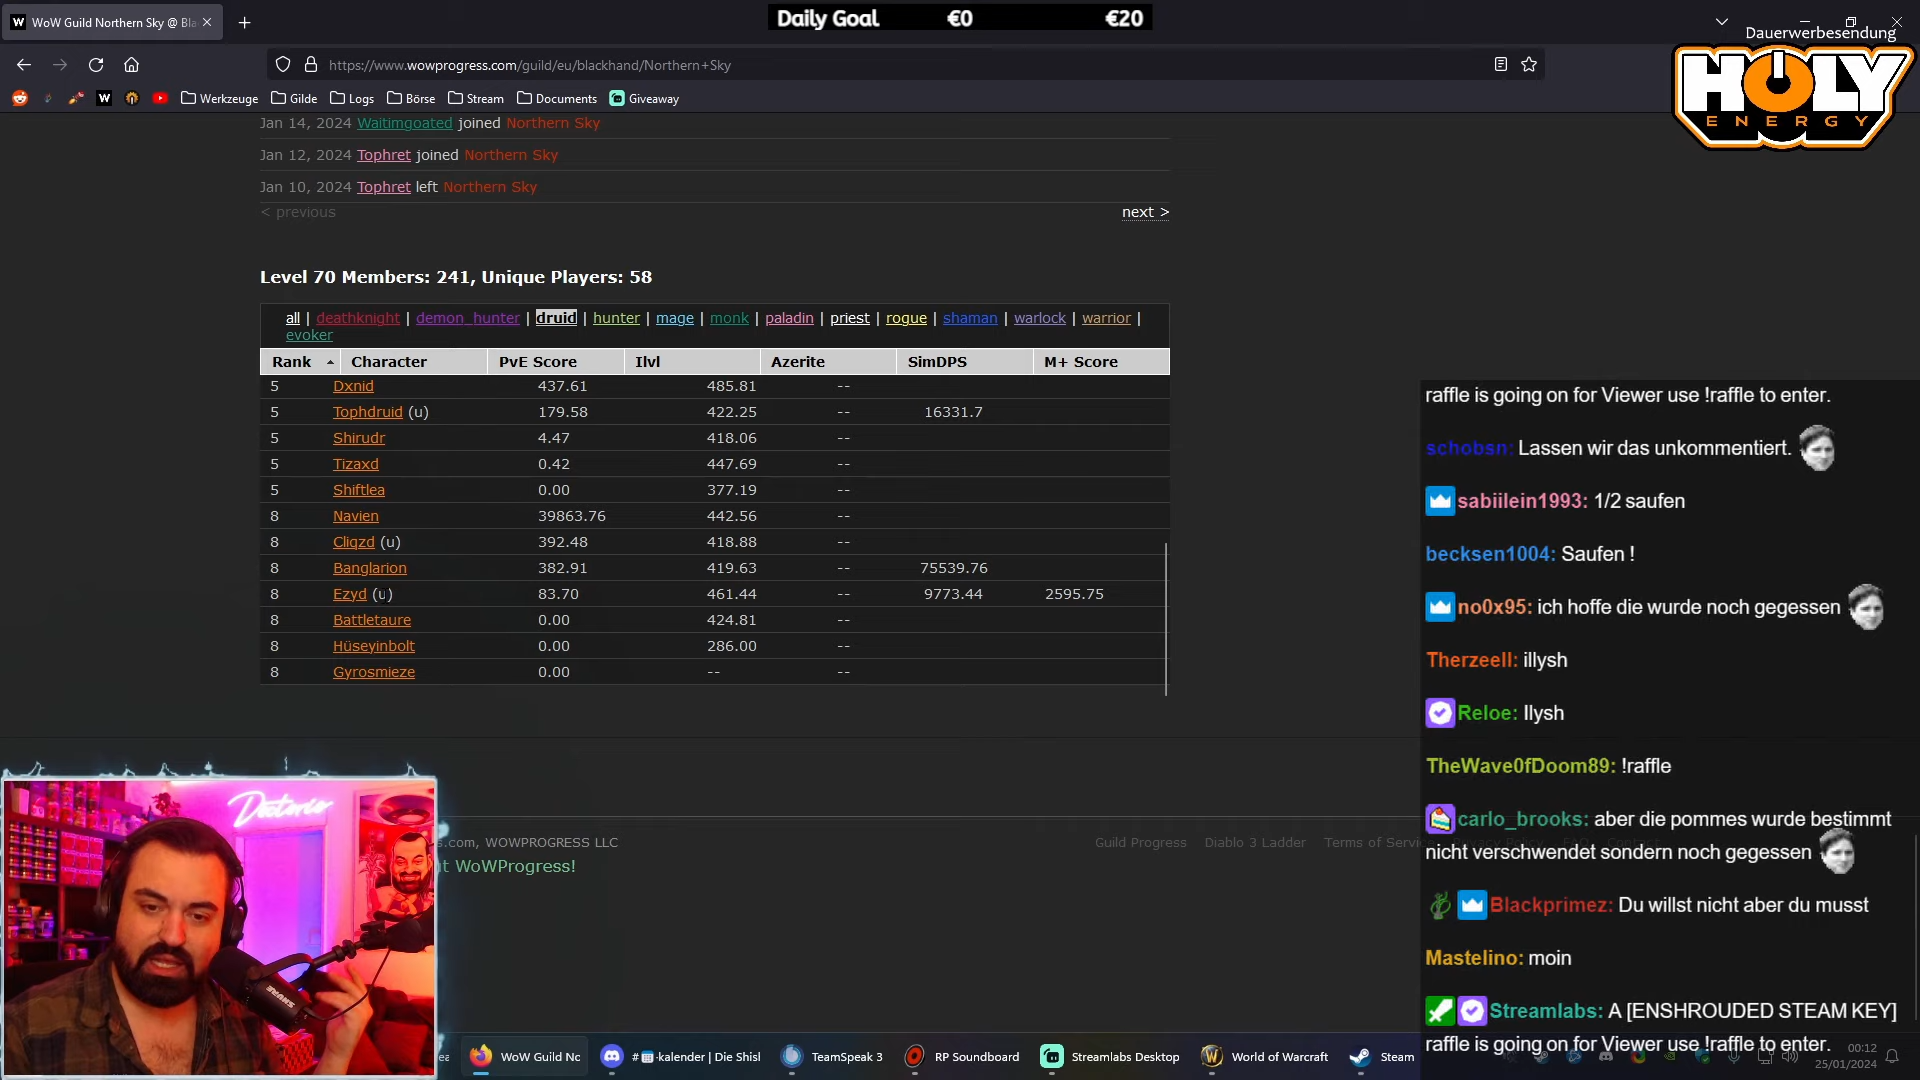 WoW Guild Northern Sky @ Bla
Daily Goal €0 €20
Dauerwerbesendung
https://www.wowprogress.com/guild/eu/blackhand/Northern+Sky
HOLY
ENERGY
Werkzeuge Gilde Logs Börse Stream Documents Giveaway
Jan 14, 2024 Waitimgoated joined Northern Sky
Jan 12, 2024 Tophret joined Northern Sky
Jan 10, 2024 Tophret left Northern Sky
< previous next >
Level 70 Members: 241, Unique Players: 58
all | deathknight | demon_hunter | druid | hunter | mage | monk | paladin | priest | rogue | shaman | warlock | warrior |
evoker
Rank Character PvE Score Ilvl Azerite SimDPS M+ Score
5 Dxnid 437.61 485.81 --
5 Tophdruid (u) 179.58 422.25 -- 16331.7
5 Shirudr 4.47 418.06 --
5 Tizaxd 0.42 447.69 --
5 Shiftlea 0.00 377.19 --
8 Navien 39863.76 442.56 --
8 Cliqzd (u) 392.48 418.88 --
8 Banglarion 382.91 419.63 -- 75539.76
8 Ezyd (u) 83.70 461.44 -- 9773.44 2595.75
8 Battletaure 0.00 424.81 --
8 Hüseyinbolt 0.00 286.00 --
8 Gyrosmieze 0.00 -- --
s.com, WOWPROGRESS LLC
Guild Progress Diablo 3 Ladder Terms of Servic
t WoWProgress!
raffle is going on for Viewer use !raffle to enter.
schobsn: Lassen wir das unkommentiert.
sabiilein1993: 1/2 saufen
becksen1004: Saufen !
no0x95: ich hoffe die wurde noch gegessen
Therzeell: illysh
Reloe: Ilysh
TheWave0fDoom89: !raffle
carlo_brooks: aber die pommes wurde bestimmt
nicht verschwendet sondern noch gegessen
Blackprimez: Du willst nicht aber du musst
Mastelino: moin
Streamlabs: A [ENSHROUDED STEAM KEY]
raffle is going on for Viewer use !raffle to enter.
SHURE
WoW Guild No #kalender | Die Shisl TeamSpeak 3 RP Soundboard Streamlabs Desktop World of Warcraft Steam
00:12
25/01/2024